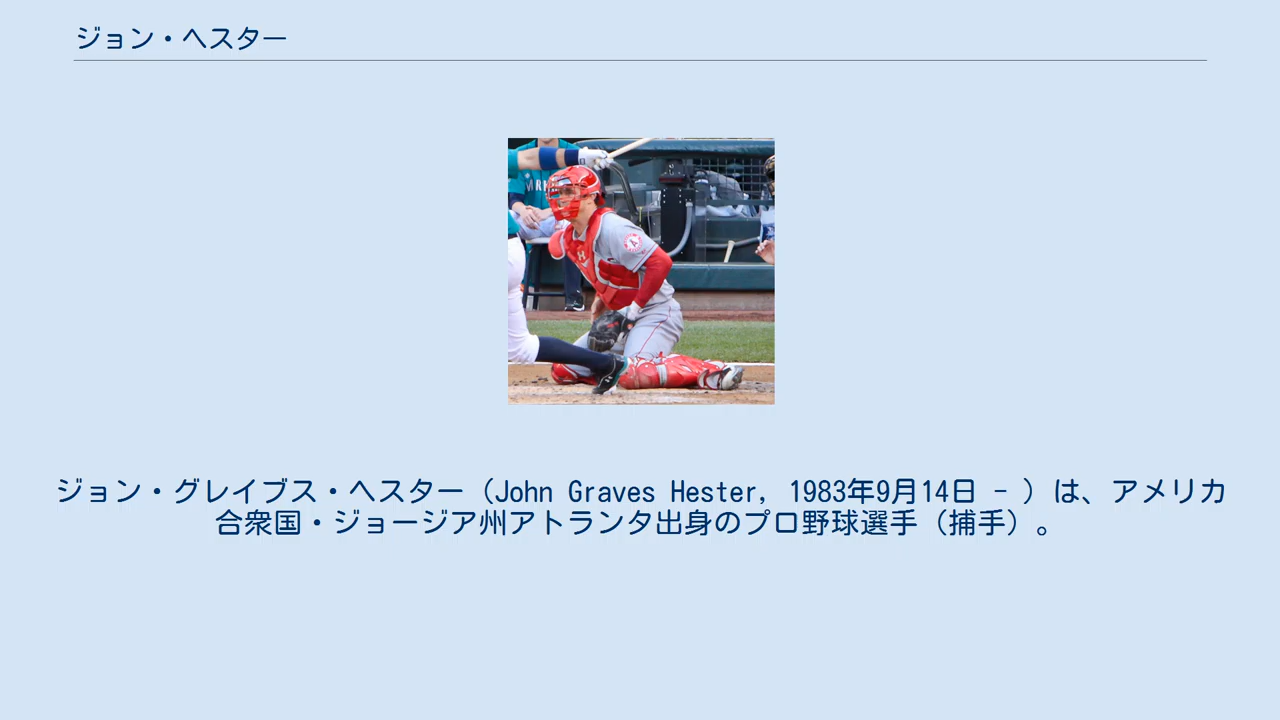 ジョン・ヘスター
ジョン・グレイブス・ヘスター（John Graves Hester, 1983年9月14日 - ）は、アメリカ
合衆国・ジョージア州アトランタ出身のプロ野球選手（捕手）。